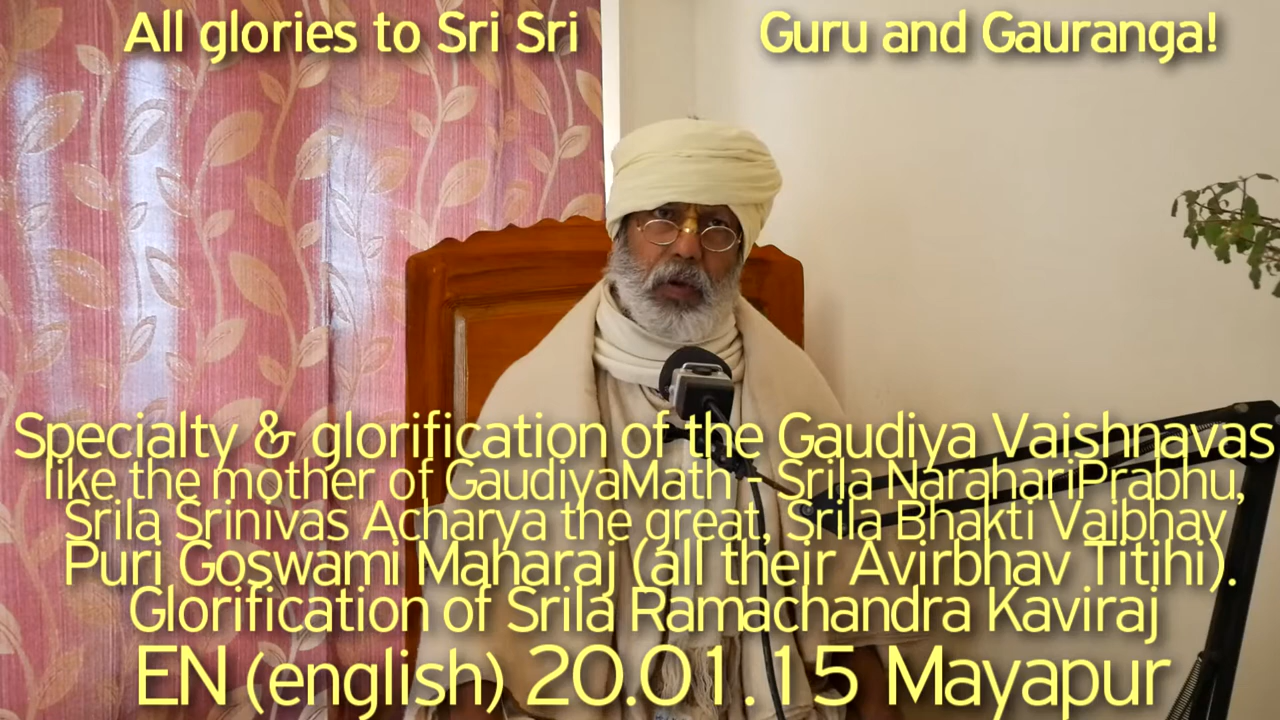 All glories to Sri Sri Guru and Gauranga!
Specialty & glorification of the Gaudiya Vaishnavas
like the mother of GaudiyaMath - Srila NarahariPrabhu,
Srila Srinivas Acharya the great, Srila Bhakti Vaibhav
Puri Goswami Maharaj (all their Avirbhav Titihi).
Glorification of Srila Ramachandra Kaviraj
EN (english) 20.01.15 Mayapur